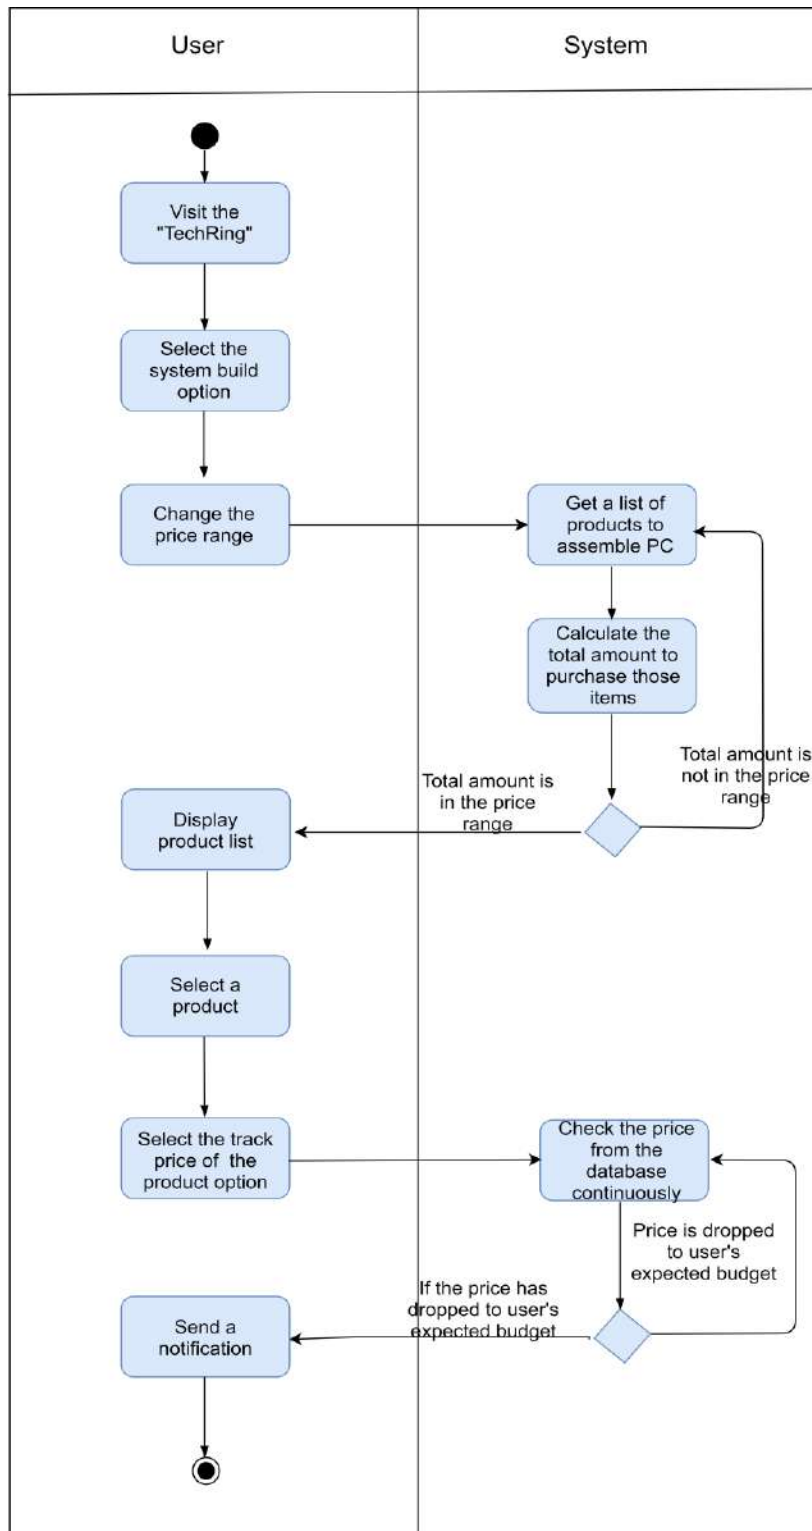 User
System
Visit the
"TechRing"
Select the
system build
option
Change the
price range
Get a list of
products to
assemble PC
Calculate the
total amount to
purchase those
items
Total amount is
not in the price
range
Total amount is
in the price
range
Display
product list
Select a
product
Select the track
price of the
product option
Check the price
from the
database
continuously
Price is dropped
to user's
expected budget
If the price has
dropped to user's
expected budget
Send a
notification